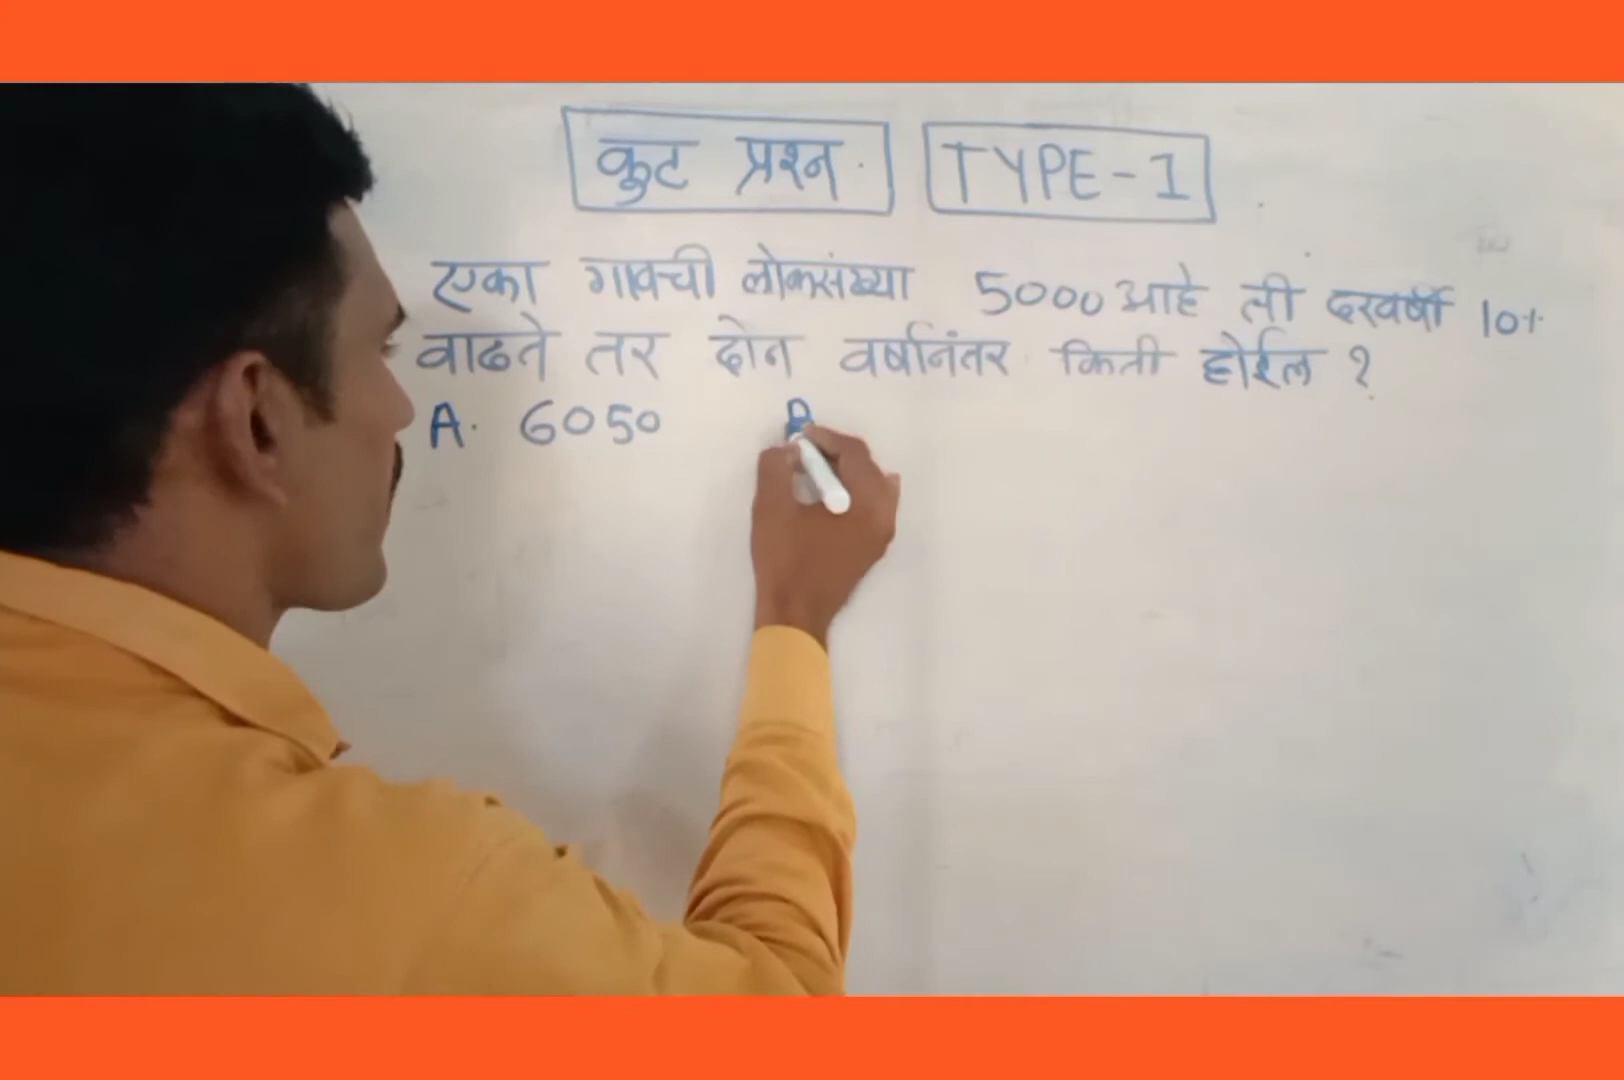 कुट प्रश्न. TYPE-1
एका गावची लोकसंख्या 5000 आहे ती दरवर्षी 10%
वाढते तर दोन वर्षानंतर किती होईल ?
A. 6050 B